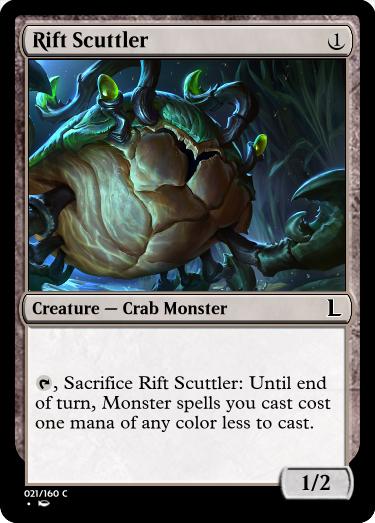 Rift Scuttler 1
Creature — Crab Monster L
, Sacrifice Rift Scuttler: Until end
of turn, Monster spells you cast cost
one mana of any color less to cast.
1/2
021/160 C